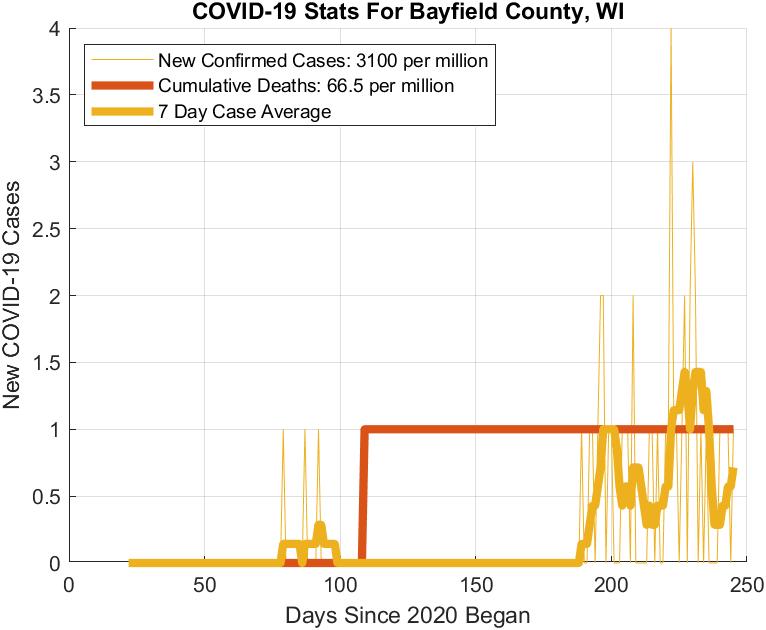 COVID-19 Stats For Bayfield County, WI
New Confirmed Cases: 3100 per million
Cumulative Deaths: 66.5 per million
7 Day Case Average
New COVID-19 Cases
4
3.5
3
2.5
2
1.5
1
0.5
0
0 50 100 150 200 250
Days Since 2020 Began